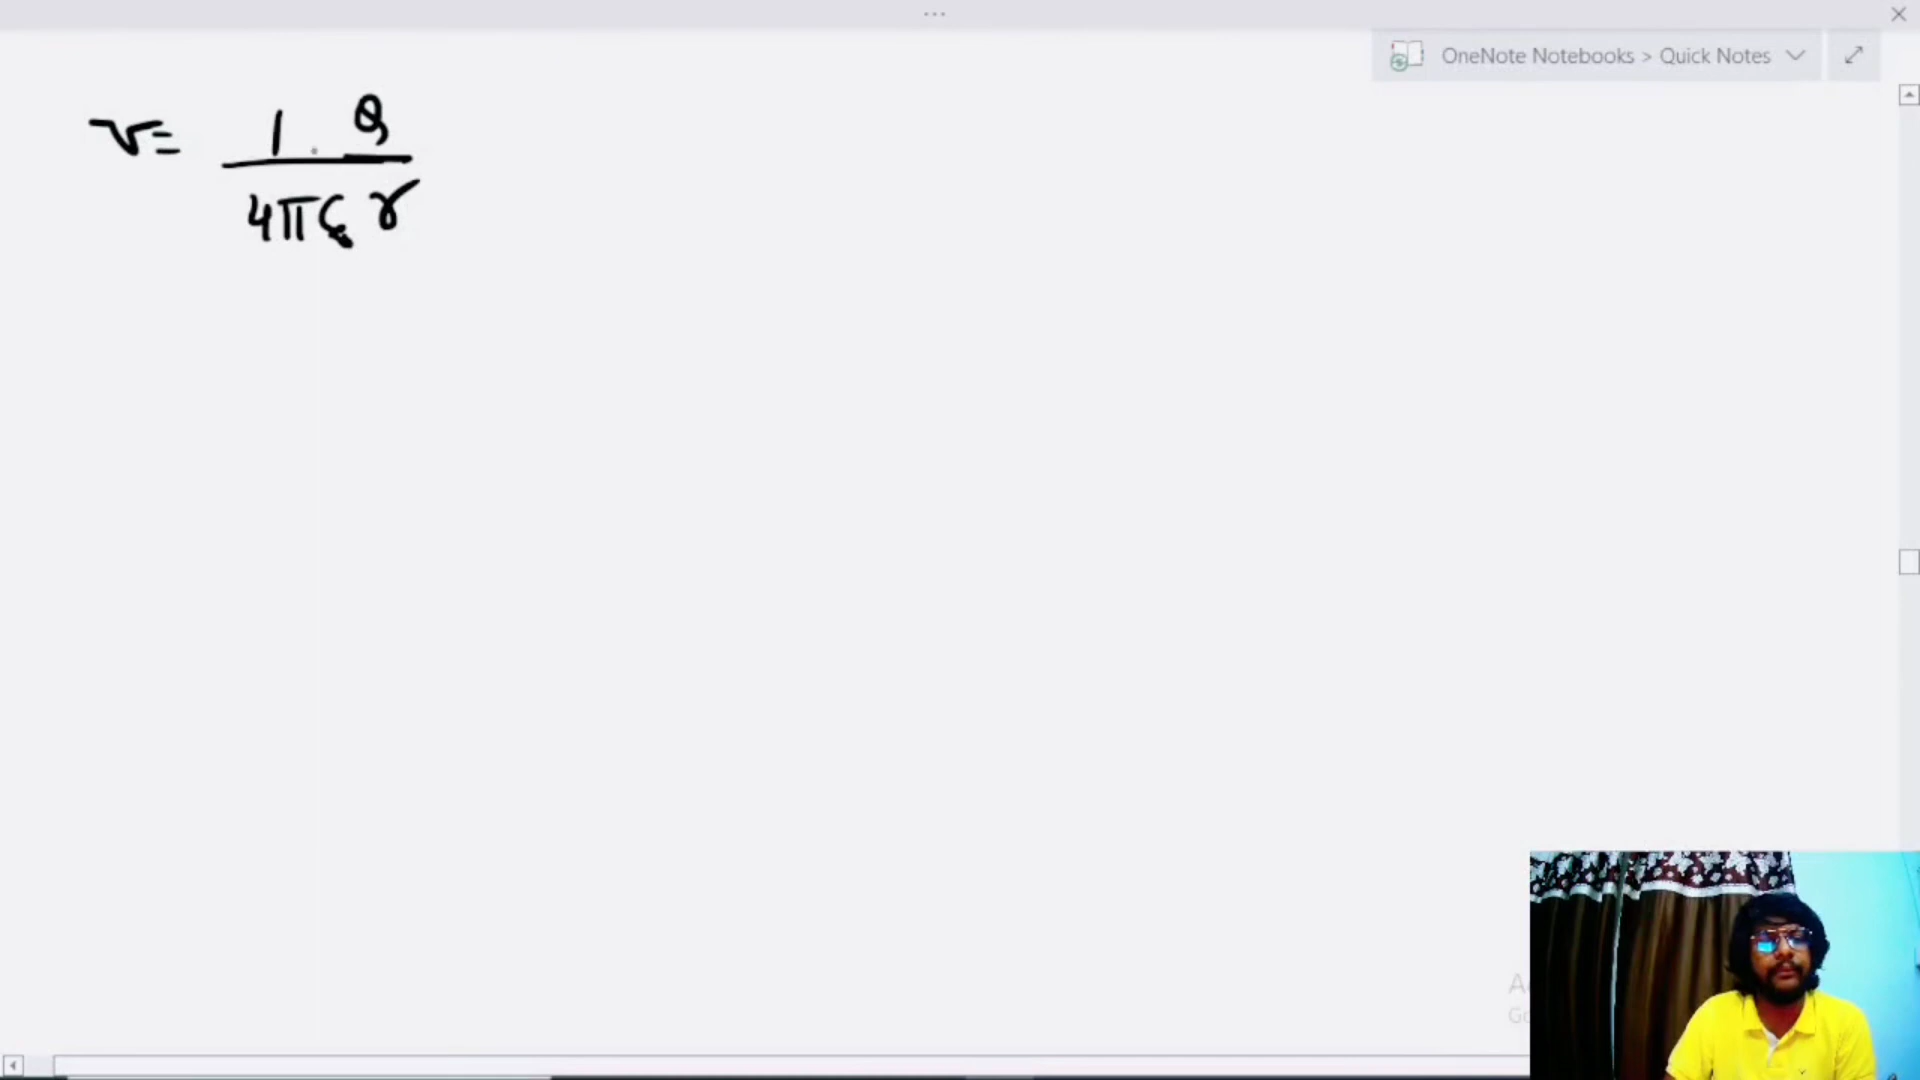 ...
OneNote Notebooks > Quick Notes
V= 1 . Q
4πε₀ r